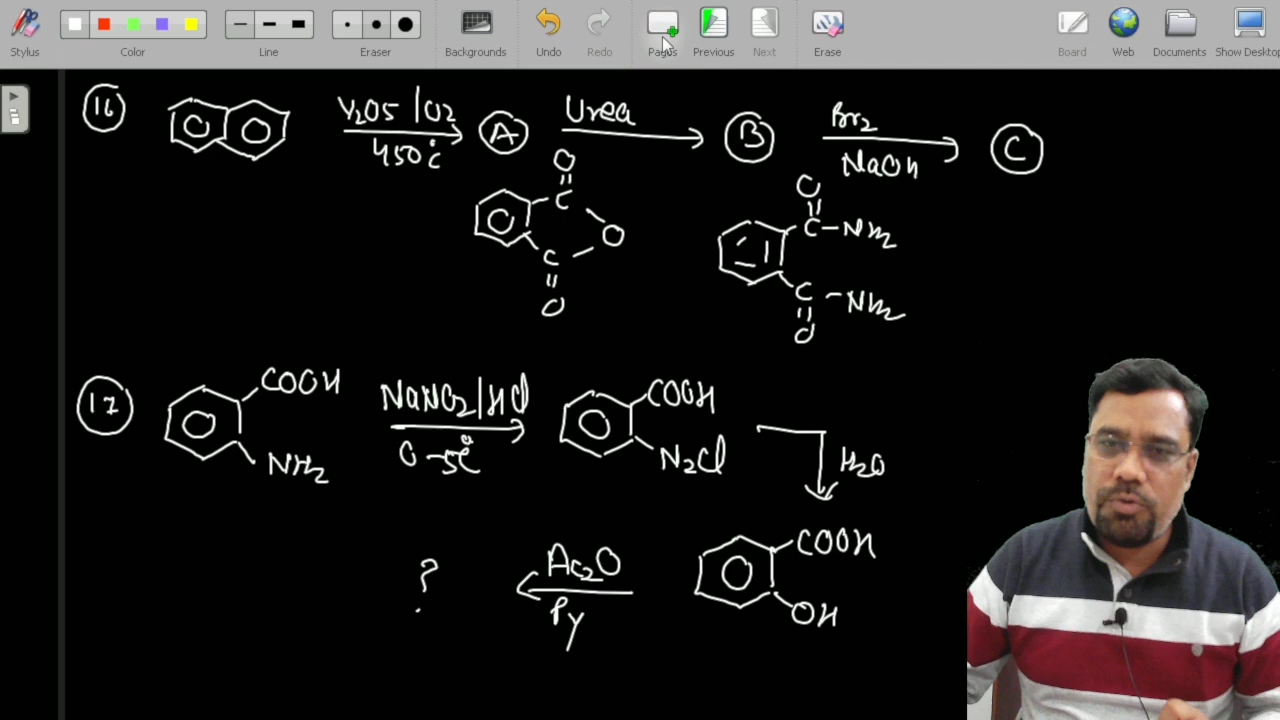 Stylus
Color
Line
Eraser
Backgrounds
Undo
Redo
Pages
Previous
Next
Erase
Board
Web
Documents
Show Desktop
16 V2O5 | O2 A Urea B Br2 C
450°C NaOH
O
C
O
C
O
O
C-NH2
C-NH2
O
17 COOH NaNO2|HCl COOH
NH2 0-5°C N2Cl H2O
? Ac2O COOH
Py OH